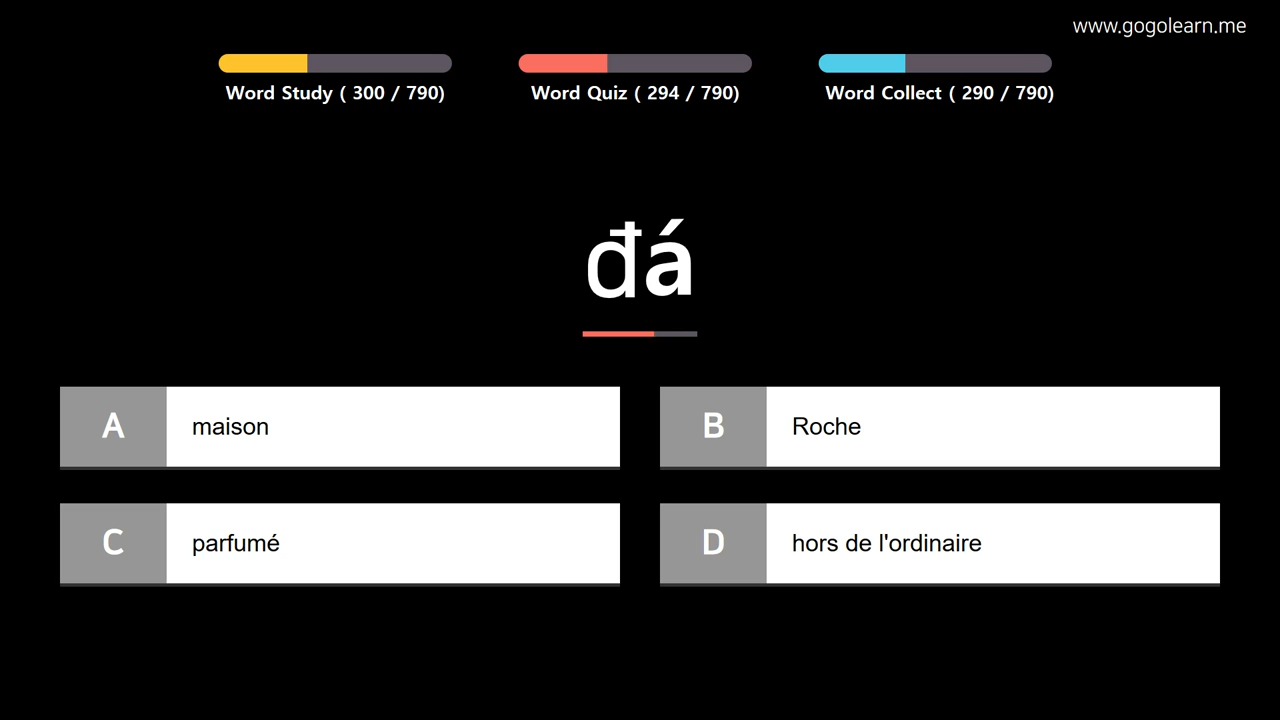 www.gogolearn.me
Word Study ( 300 / 790)
Word Quiz ( 294 / 790)
Word Collect ( 290 / 790)
đá
A maison
B Roche
C parfumé
D hors de l'ordinaire